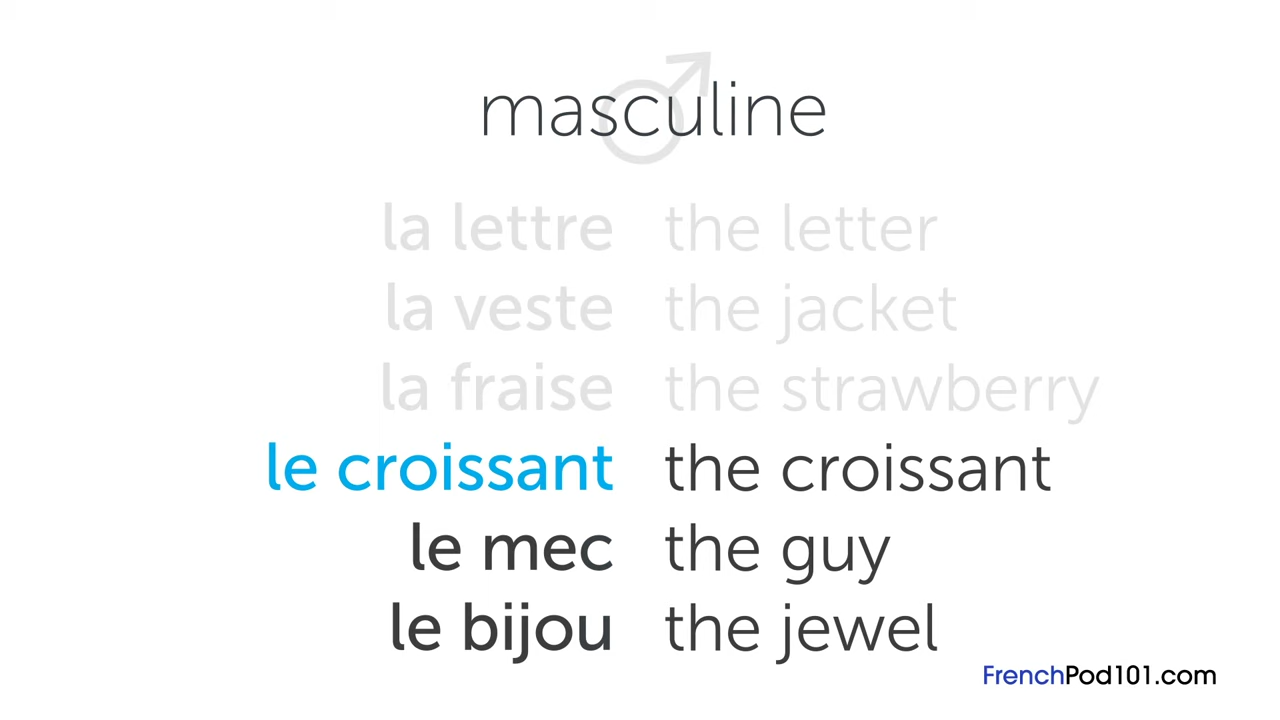 masculine
la lettre the letter
la veste the jacket
la fraise the strawberry
le croissant the croissant
le mec the guy
le bijou the jewel
FrenchPod101.com